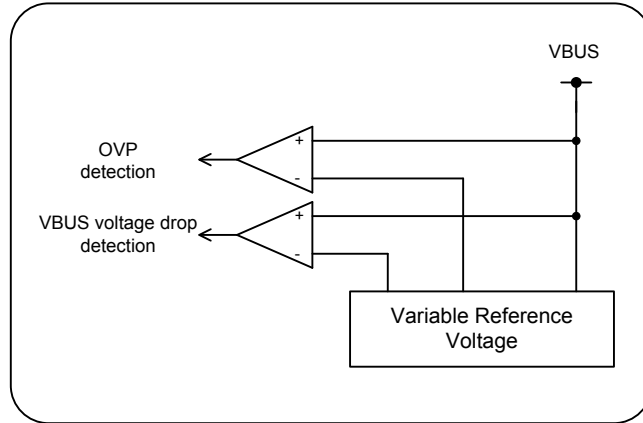 VBUS
OVP
detection
+
-
VBUS voltage drop
detection
+
-
Variable Reference
Voltage